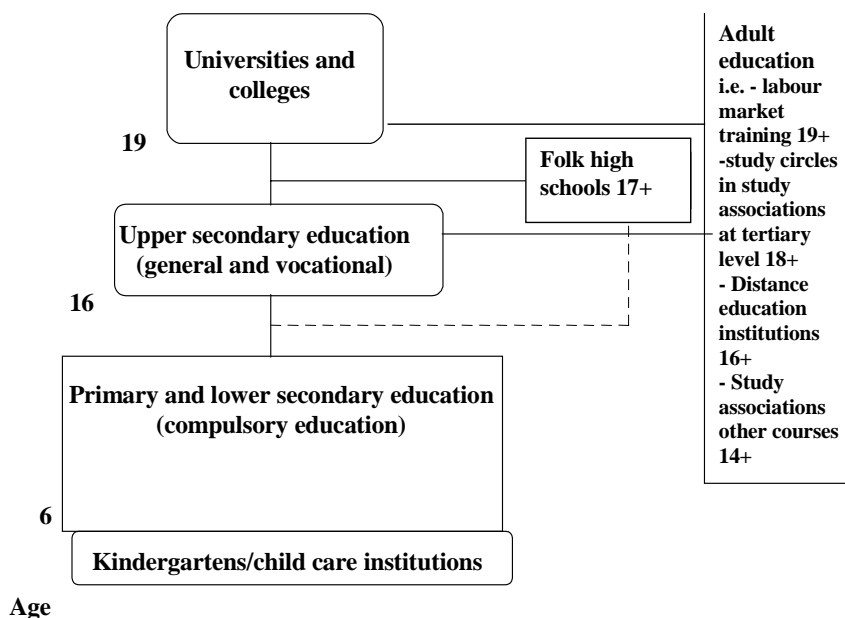 Universities and
colleges
19
Adult
education
i.e. - labour
market
training 19+
-study circles
in study
associations
at tertiary
level 18+
- Distance
education
institutions
16+
- Study
associations
other courses
14+
Folk high
schools 17+
Upper secondary education
(general and vocational)
16
Primary and lower secondary education
(compulsory education)
6
Kindergartens/child care institutions
Age